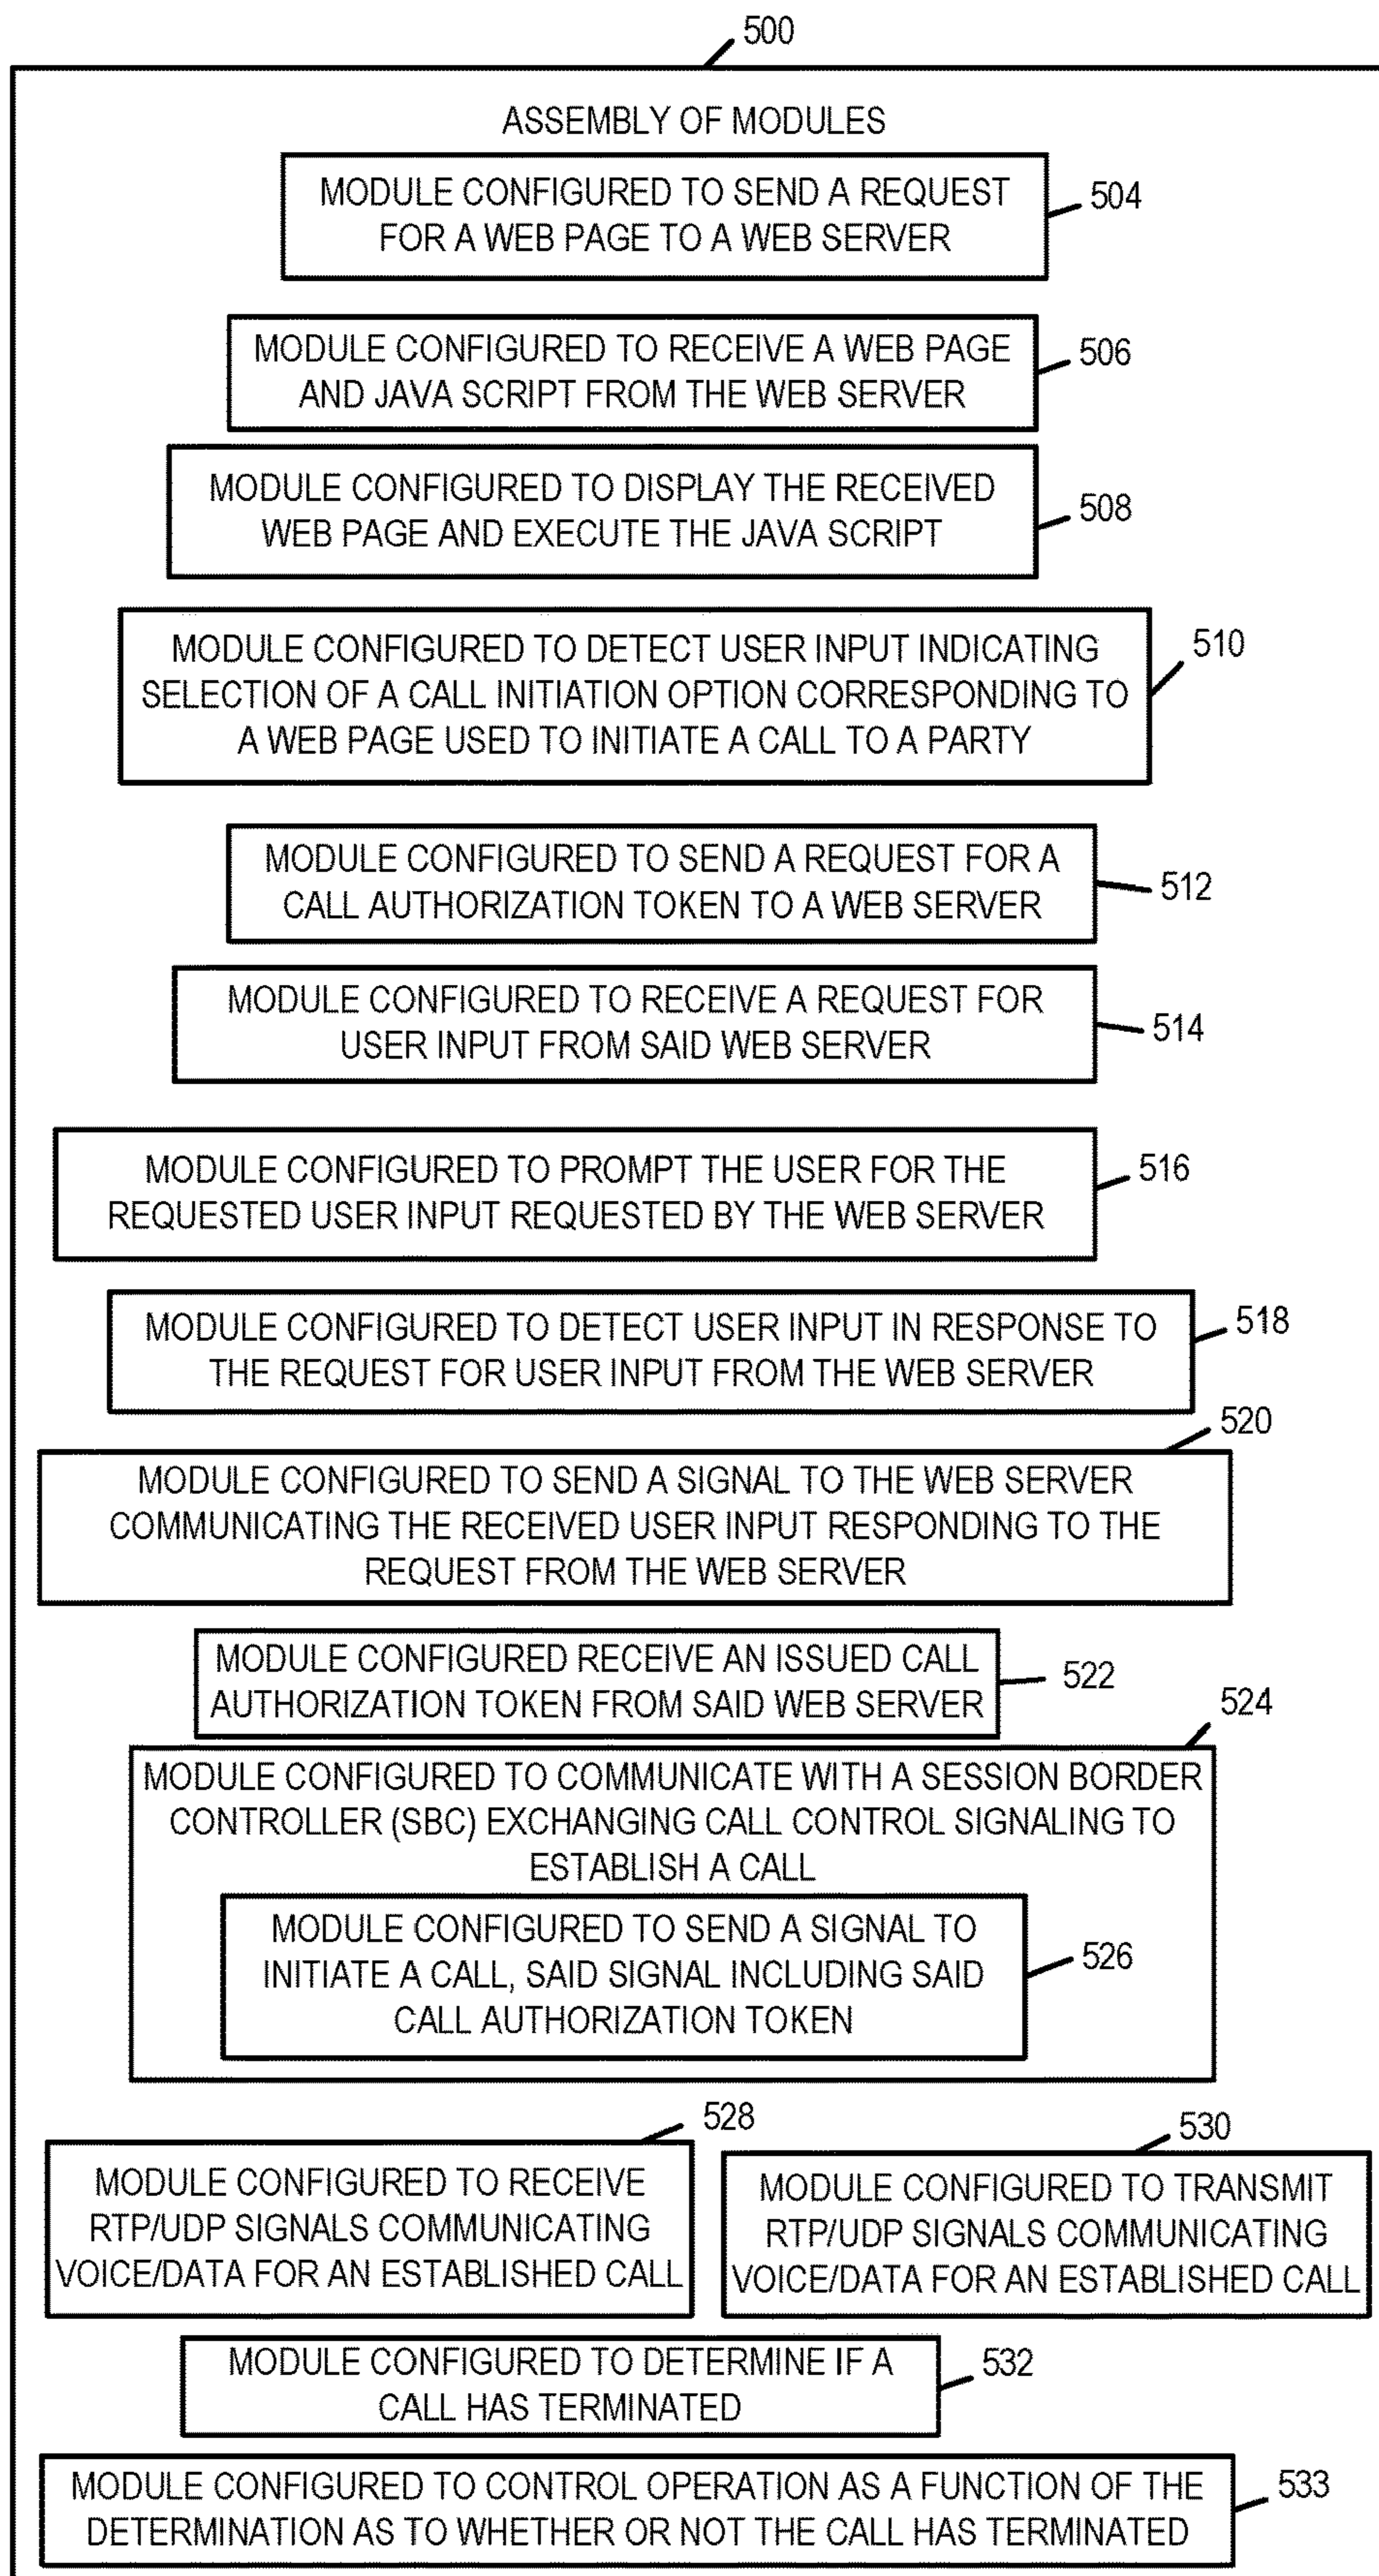 500
ASSEMBLY OF MODULES
MODULE CONFIGURED TO SEND A REQUEST
FOR A WEB PAGE TO A WEB SERVER
504
MODULE CONFIGURED TO RECEIVE A WEB PAGE
AND JAVA SCRIPT FROM THE WEB SERVER
506
MODULE CONFIGURED TO DISPLAY THE RECEIVED
WEB PAGE AND EXECUTE THE JAVA SCRIPT
508
MODULE CONFIGURED TO DETECT USER INPUT INDICATING
SELECTION OF A CALL INITIATION OPTION CORRESPONDING TO
A WEB PAGE USED TO INITIATE A CALL TO A PARTY
510
MODULE CONFIGURED TO SEND A REQUEST FOR A
CALL AUTHORIZATION TOKEN TO A WEB SERVER
512
MODULE CONFIGURED TO RECEIVE A REQUEST FOR
USER INPUT FROM SAID WEB SERVER
514
MODULE CONFIGURED TO PROMPT THE USER FOR THE
REQUESTED USER INPUT REQUESTED BY THE WEB SERVER
516
MODULE CONFIGURED TO DETECT USER INPUT IN RESPONSE TO
THE REQUEST FOR USER INPUT FROM THE WEB SERVER
518
520
MODULE CONFIGURED TO SEND A SIGNAL TO THE WEB SERVER
COMMUNICATING THE RECEIVED USER INPUT RESPONDING TO THE
REQUEST FROM THE WEB SERVER
MODULE CONFIGURED RECEIVE AN ISSUED CALL
AUTHORIZATION TOKEN FROM SAID WEB SERVER
522
524
MODULE CONFIGURED TO COMMUNICATE WITH A SESSION BORDER
CONTROLLER (SBC) EXCHANGING CALL CONTROL SIGNALING TO
ESTABLISH A CALL
MODULE CONFIGURED TO SEND A SIGNAL TO
INITIATE A CALL, SAID SIGNAL INCLUDING SAID
CALL AUTHORIZATION TOKEN
526
528
MODULE CONFIGURED TO RECEIVE
RTP/UDP SIGNALS COMMUNICATING
VOICE/DATA FOR AN ESTABLISHED CALL
530
MODULE CONFIGURED TO TRANSMIT
RTP/UDP SIGNALS COMMUNICATING
VOICE/DATA FOR AN ESTABLISHED CALL
MODULE CONFIGURED TO DETERMINE IF A
CALL HAS TERMINATED
532
MODULE CONFIGURED TO CONTROL OPERATION AS A FUNCTION OF THE
DETERMINATION AS TO WHETHER OR NOT THE CALL HAS TERMINATED
533